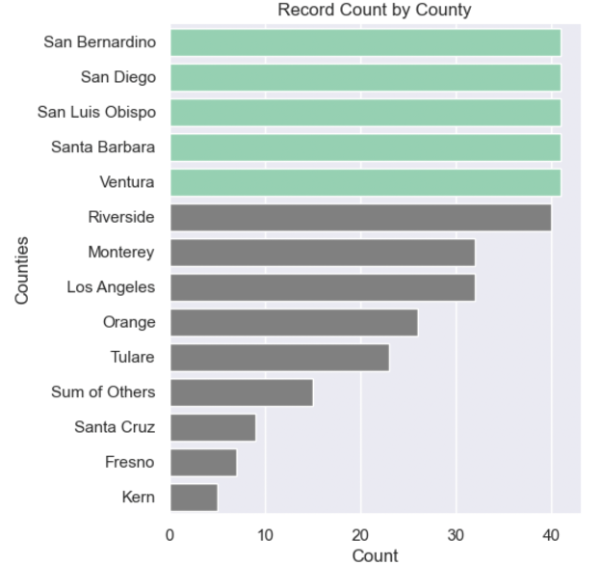 Record Count by County
San Bernardino
San Diego
San Luis Obispo
Santa Barbara
Ventura
Riverside
Monterey
Los Angeles
Orange
Tulare
Sum of Others
Santa Cruz
Fresno
Kern
Counties
0 10 20 30 40
Count